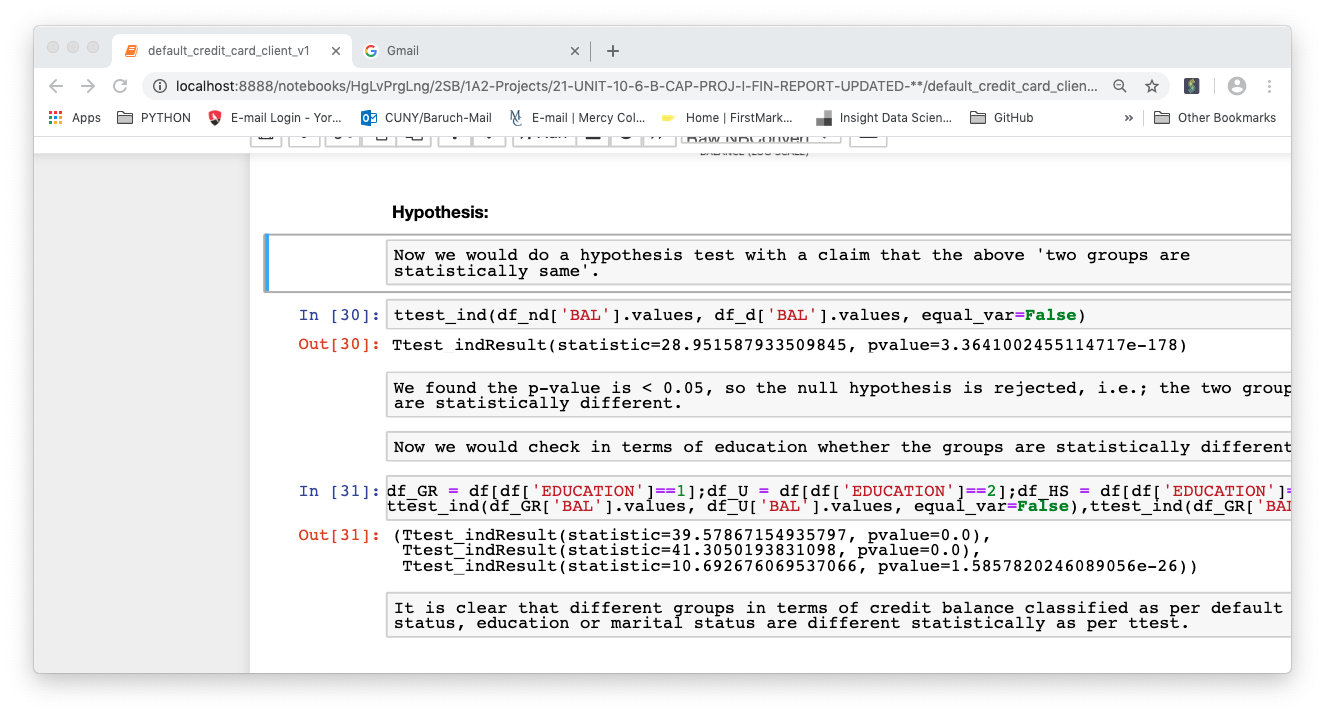 default_credit_card_client_v1
Gmail
localhost:8888/notebooks/HgLvPrgLng/2SB/1A2-Projects/21-UNIT-10-6-B-CAP-PROJ-I-FIN-REPORT-UPDATED-**/default_credit_card_clien...
Apps PYTHON E-mail Login - Yor... CUNY/Baruch-Mail E-mail | Mercy Col... Home | FirstMark... Insight Data Scien... GitHub » Other Bookmarks
Raw NBConvert
BALANCE (LOG SCALE)
Hypothesis:
Now we would do a hypothesis test with a claim that the above 'two groups are
statistically same'.
In [30]: ttest_ind(df_nd['BAL'].values, df_d['BAL'].values, equal_var=False)
Out[30]: Ttest_indResult(statistic=28.951587933509845, pvalue=3.3641002455114717e-178)
We found the p-value is < 0.05, so the null hypothesis is rejected, i.e.; the two group
are statistically different.
Now we would check in terms of education whether the groups are statistically different
In [31]: df_GR = df[df['EDUCATION']==1];df_U = df[df['EDUCATION']==2];df_HS = df[df['EDUCATION']=
ttest_ind(df_GR['BAL'].values, df_U['BAL'].values, equal_var=False),ttest_ind(df_GR['BAL
Out[31]: (Ttest_indResult(statistic=39.57867154935797, pvalue=0.0),
Ttest_indResult(statistic=41.3050193831098, pvalue=0.0),
Ttest_indResult(statistic=10.692676069537066, pvalue=1.5857820246089056e-26))
It is clear that different groups in terms of credit balance classified as per default
status, education or marital status are different statistically as per ttest.